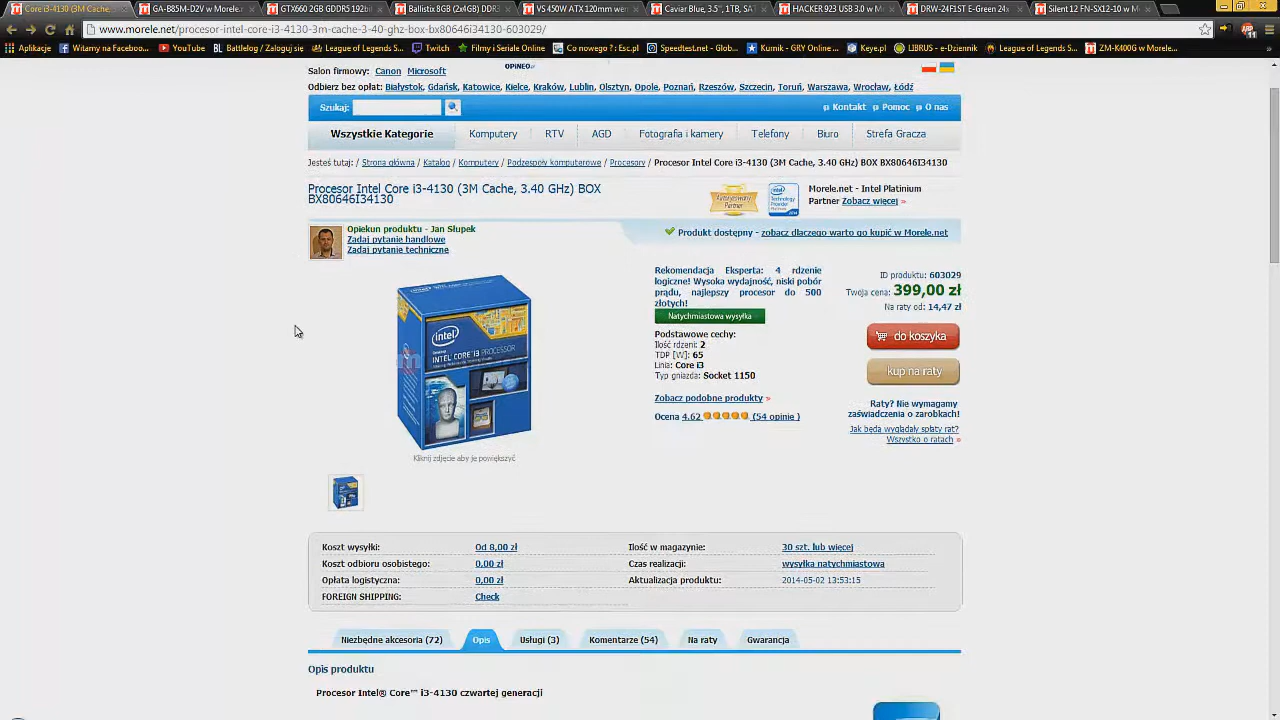 Core i3-4130 (3M Cache,
GA-B85M-D2V w Morele.n
GTX660 2GB GDDR5 192bi
Ballistix 8GB (2x4GB) DDR3
VS 450W ATX 120mm we
Caviar Blue, 3.5'', 1TB, SAT
HACKER 923 USB 3.0 w M
DRW-24F1ST E-Green 24x
Silent 12 FN-SX12-10 w M
www.morele.net/procesor-intel-core-i3-4130-3m-cache-3-40-ghz-box-bx80646i34130-603029/
Aplikacje Witamy na Faceboo... YouTube Battlelog / Zaloguj się League of Legends S... Twitch Filmy i Seriale Online Co nowego ? : Esc.pl SpeedTest.pl - Glob... Kurnik - GRY Online ... Keye.pl LIBRUS - e-Dziennik League of Legends S... ZM-K400G w Morele...
Salon firmowy: Canon Microsoft
OPINEO.pl
Odbierz bez opłat: Białystok, Gdańsk, Katowice, Kielce, Kraków, Lublin, Olsztyn, Opole, Poznań, Rzeszów, Szczecin, Toruń, Warszawa, Wrocław, Łódź
Szukaj:
Kontakt Pomoc O nas
Wszystkie Kategorie Komputery RTV AGD Fotografia i kamery Telefony Biuro Strefa Gracza
Jesteś tutaj: / Strona główna / Katalog / Komputery / Podzespoły komputerowe / Procesory / Procesor Intel Core i3-4130 (3M Cache, 3.40 GHz) BOX BX80646I34130
Procesor Intel Core i3-4130 (3M Cache, 3.40 GHz) BOX
BX80646I34130
Autoryzowany
Partner
intel
Technology
Provider
Platinum
Morele.net - Intel Platinium
Partner Zobacz więcej »
Opiekun produktu - Jan Słupek
Zadaj pytanie handlowe
Zadaj pytanie techniczne
Produkt dostępny - zobacz dlaczego warto go kupić w Morele.net
Rekomendacja Eksperta: 4 rdzenie
logiczne! Wysoka wydajność, niski pobór
prądu, najlepszy procesor do 500
złotych!
Natychmiastowa wysyłka
Podstawowe cechy:
Ilość rdzeni: 2
TDP [W]: 65
Linia: Core i3
Typ gniazda: Socket 1150
Zobacz podobne produkty »
Ocena 4.62 (54 opinie )
ID produktu: 603029
Twoja cena: 399,00 zł
Na raty od: 14,47 zł
do koszyka
kup na raty
Raty? Nie wymagamy
zaświadczenia o zarobkach!
Jak będą wyglądały spłaty rat?
Wszystko o ratach »
intel
INTEL CORE i3 PROCESSOR
Kliknij zdjęcie aby je powiększyć
Koszt wysyłki: Od 8,00 zł Ilość w magazynie: 30 szt. lub więcej
Koszt odbioru osobistego: 0.00 zł Czas realizacji: wysyłka natychmiastowa
Opłata logistyczna: 0,00 zł Aktualizacja produktu: 2014-05-02 13:53:15
FOREIGN SHIPPING: Check
Niezbędne akcesoria (72) Opis Usługi (3) Komentarze (54) Na raty Gwarancja
Opis produktu
Procesor Intel® Core™ i3-4130 czwartej generacji